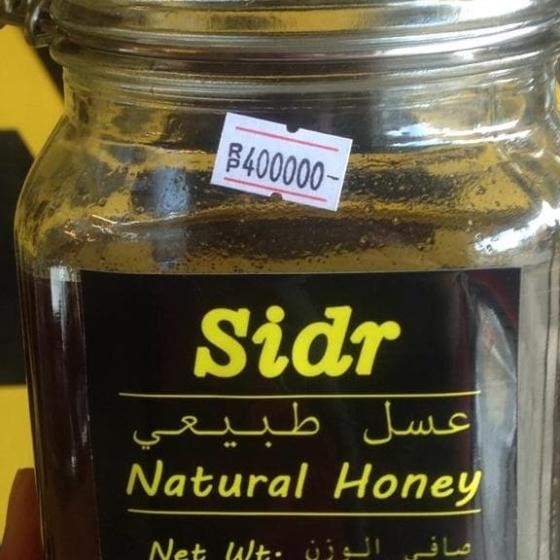 Rp400000-
Sidr
عسل طبيعي
Natural Honey
Net Wt: صافي الوزن